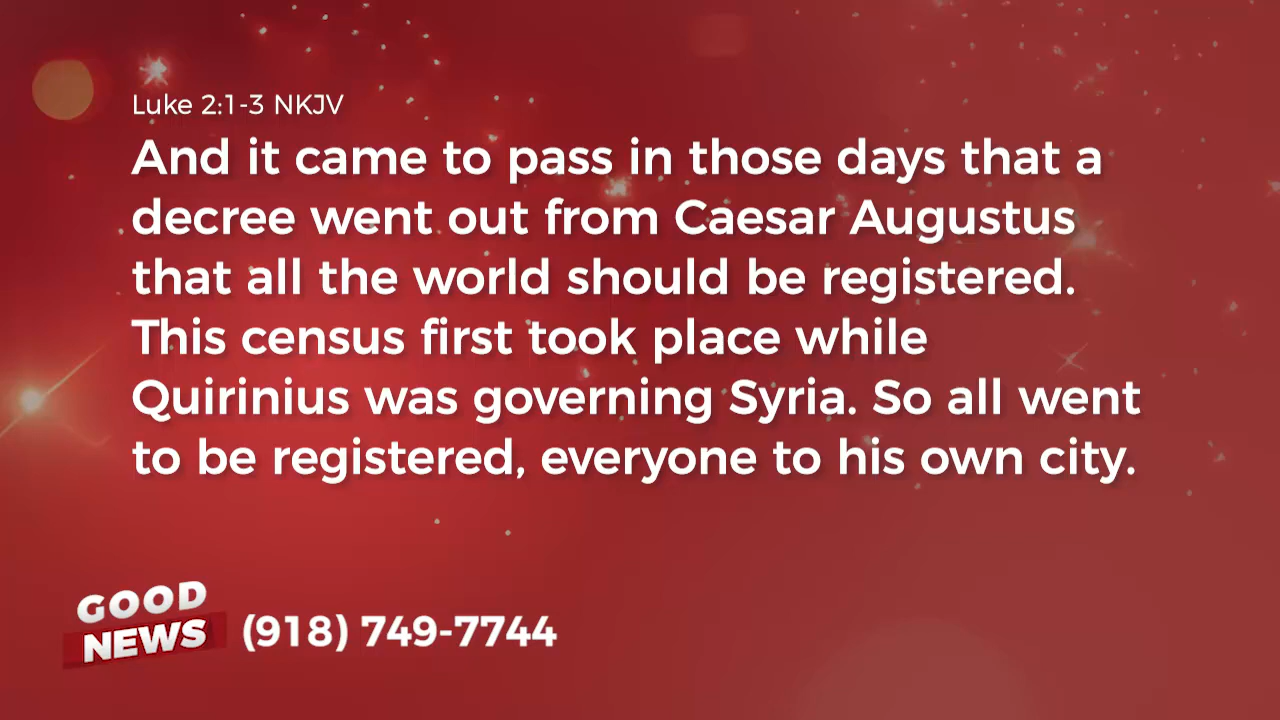 Luke 2:1-3 NKJV
And it came to pass in those days that a
decree went out from Caesar Augustus
that all the world should be registered.
This census first took place while
Quirinius was governing Syria. So all went
to be registered, everyone to his own city.
GOOD
NEWS
(918) 749-7744